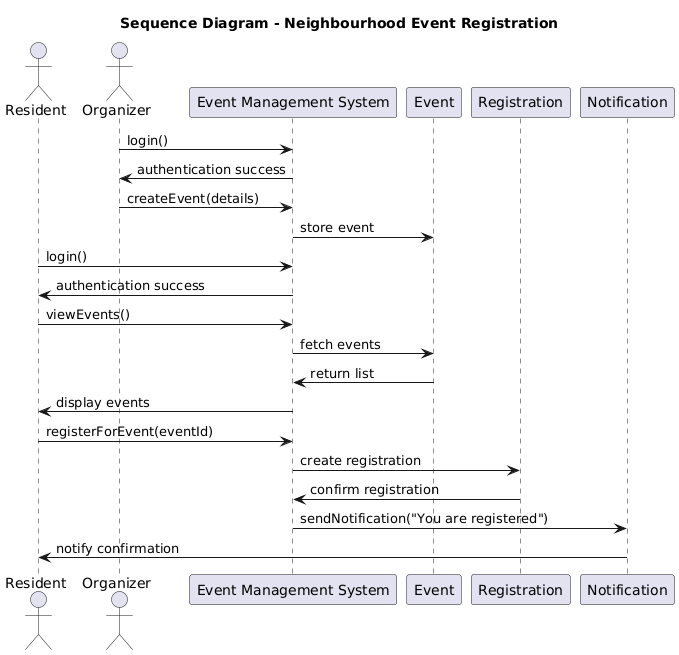 Sequence Diagram - Neighbourhood Event Registration
Resident
Organizer
Event Management System
Event
Registration
Notification
login()
authentication success
createEvent(details)
store event
login()
authentication success
viewEvents()
fetch events
return list
display events
registerForEvent(eventId)
create registration
confirm registration
sendNotification("You are registered")
notify confirmation
Resident
Organizer
Event Management System
Event
Registration
Notification